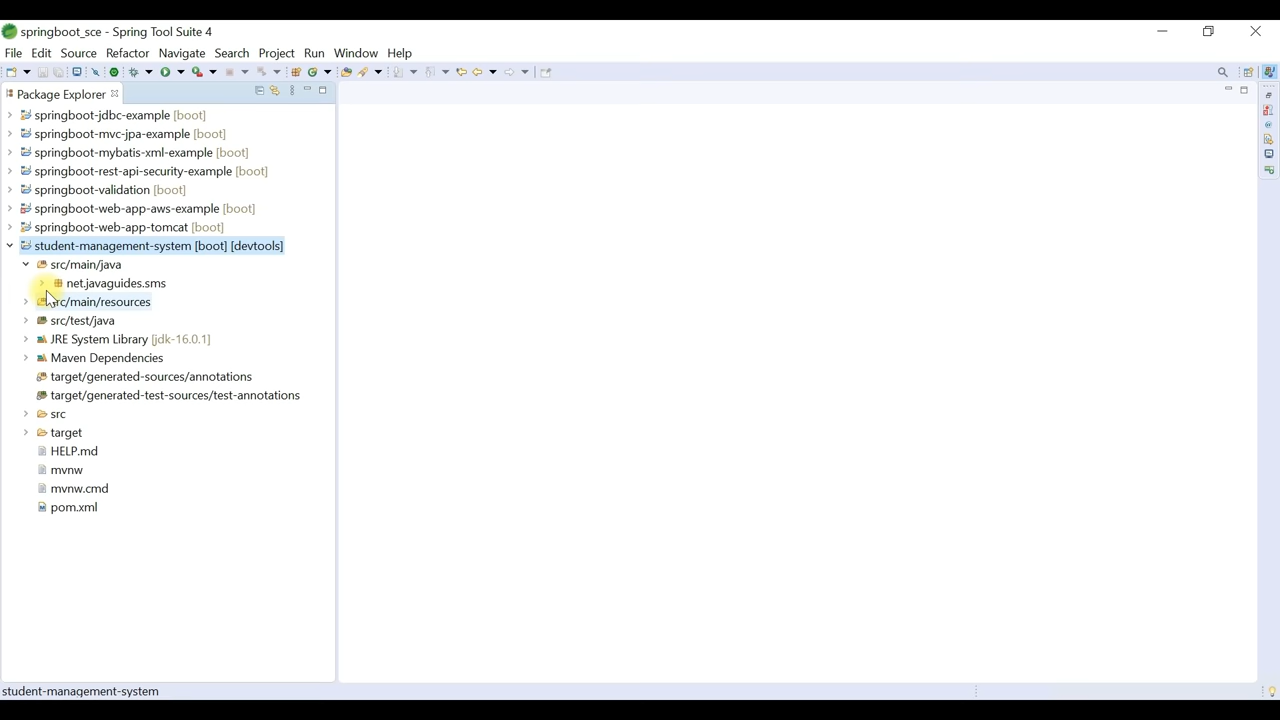 springboot_sce - Spring Tool Suite 4
File Edit Source Refactor Navigate Search Project Run Window Help
Package Explorer
springboot-jdbc-example [boot]
springboot-mvc-jpa-example [boot]
springboot-mybatis-xml-example [boot]
springboot-rest-api-security-example [boot]
springboot-validation [boot]
springboot-web-app-aws-example [boot]
springboot-web-app-tomcat [boot]
student-management-system [boot] [devtools]
src/main/java
net.javaguides.sms
src/main/resources
src/test/java
JRE System Library [jdk-16.0.1]
Maven Dependencies
target/generated-sources/annotations
target/generated-test-sources/test-annotations
src
target
HELP.md
mvnw
mvnw.cmd
pom.xml
student-management-system